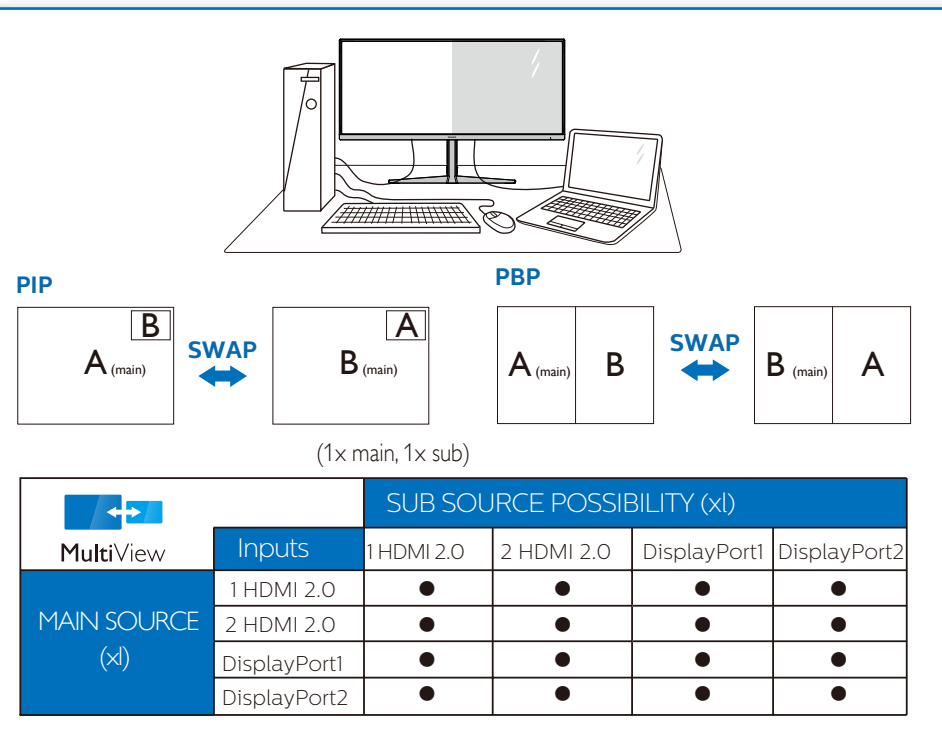 PIP
PBP
B
A (main)
SWAP
A
B (main)
A (main) B
SWAP
B (main) A
(1x main, 1x sub)
SUB SOURCE POSSIBILITY (xl)
MultiView
Inputs 1 HDMI 2.0 2 HDMI 2.0 DisplayPort1 DisplayPort2
MAIN SOURCE
(xl)
1 HDMI 2.0 ● ● ● ●
2 HDMI 2.0 ● ● ● ●
DisplayPort1 ● ● ● ●
DisplayPort2 ● ● ● ●